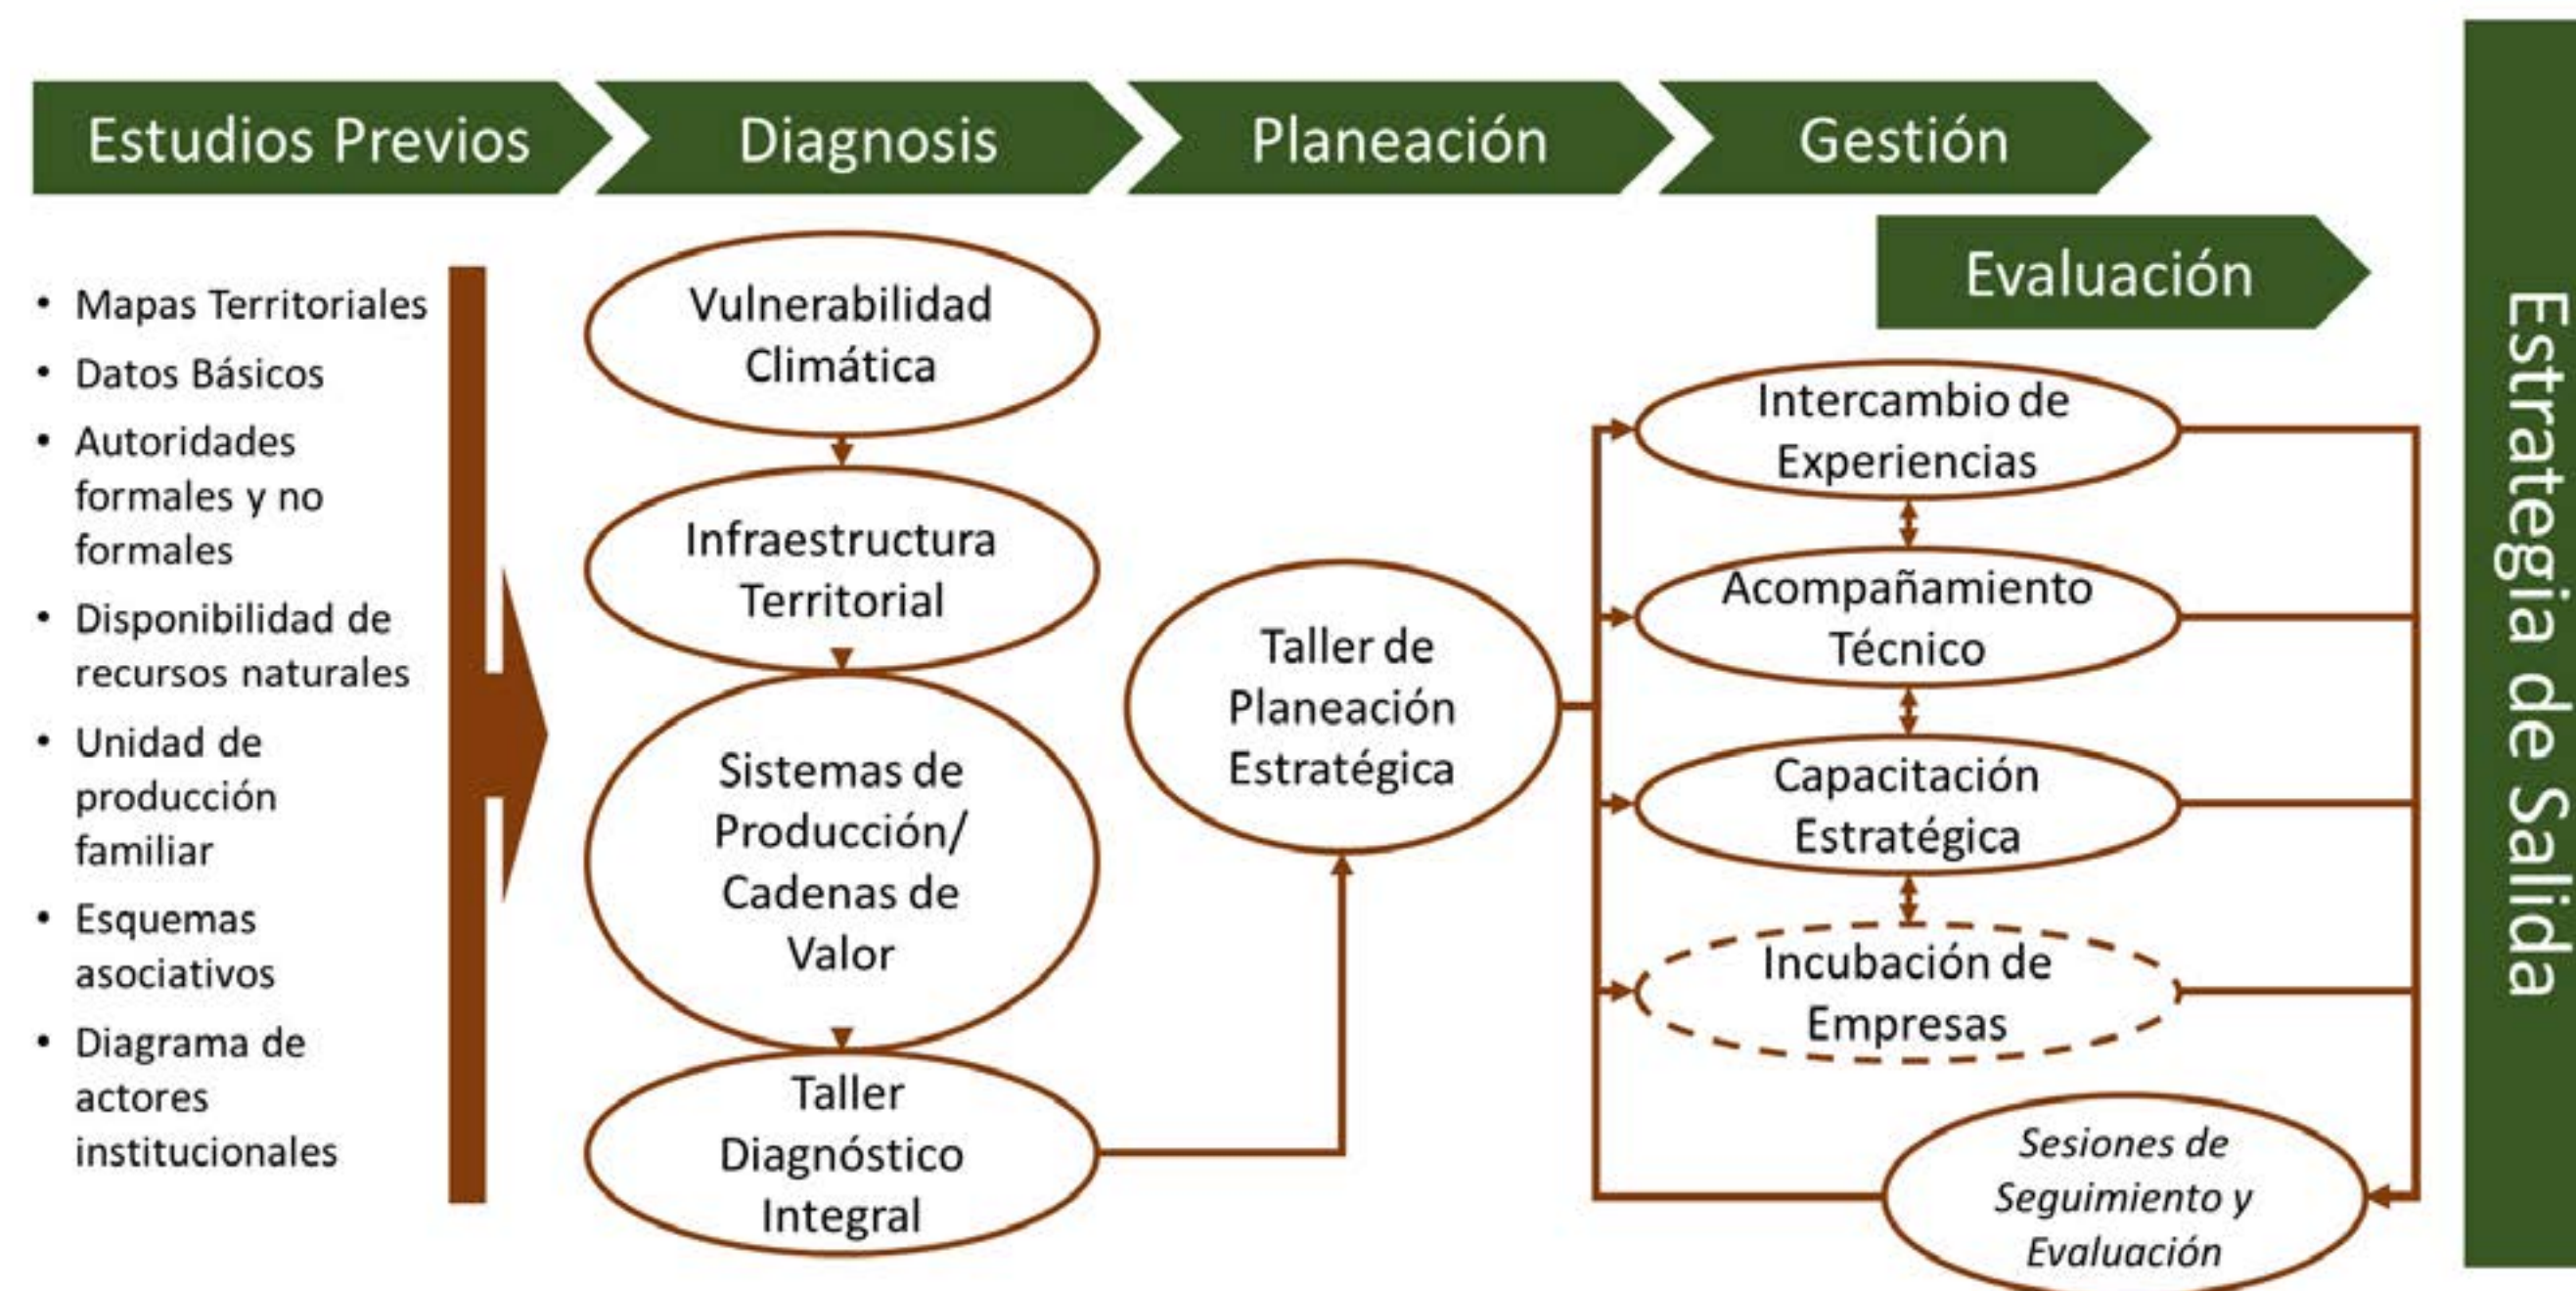 Estudios Previos
Diagnosis
Planeación
Gestión
Evaluación
• Mapas Territoriales
• Datos Básicos
• Autoridades
formales y no
formales
• Disponibilidad de
recursos naturales
• Unidad de
producción
familiar
• Esquemas
asociativos
• Diagrama de
actores
institucionales
Vulnerabilidad
Climática
Infraestructura
Territorial
Sistemas de
Producción/
Cadenas de
Valor
Taller
Diagnóstico
Integral
Taller de
Planeación
Estratégica
Intercambio de
Experiencias
Acompañamiento
Técnico
Capacitación
Estratégica
Incubación de
Empresas
Sesiones de
Seguimiento y
Evaluación
Estrategia de Salida